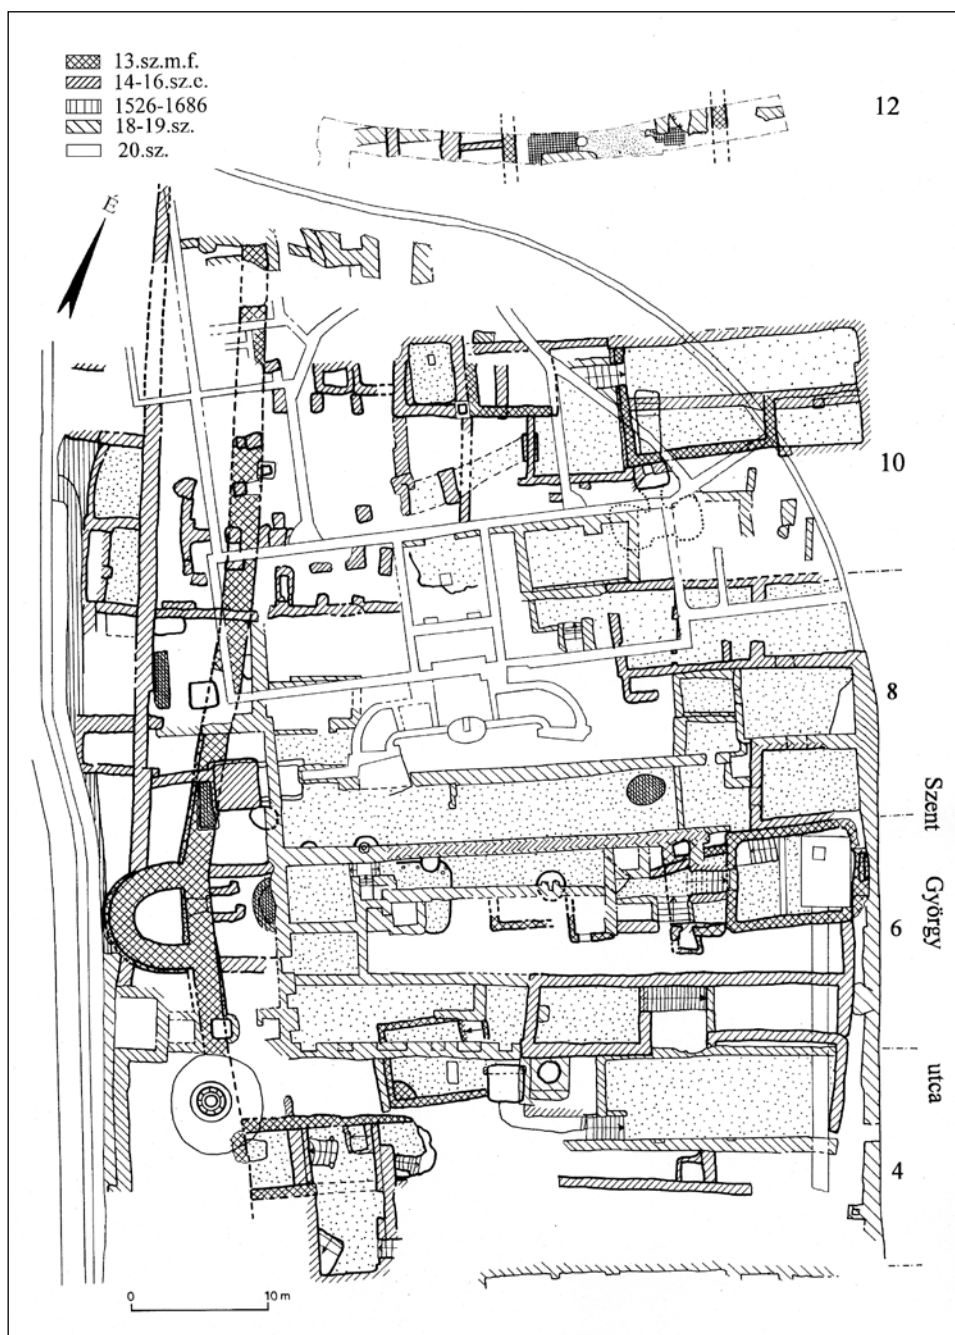 13.sz.m.f.
14-16.sz.e.
1526-1686
18-19.sz.
20.sz.
12
É
10
8
Szent
György
6
utca
4
0 10 m